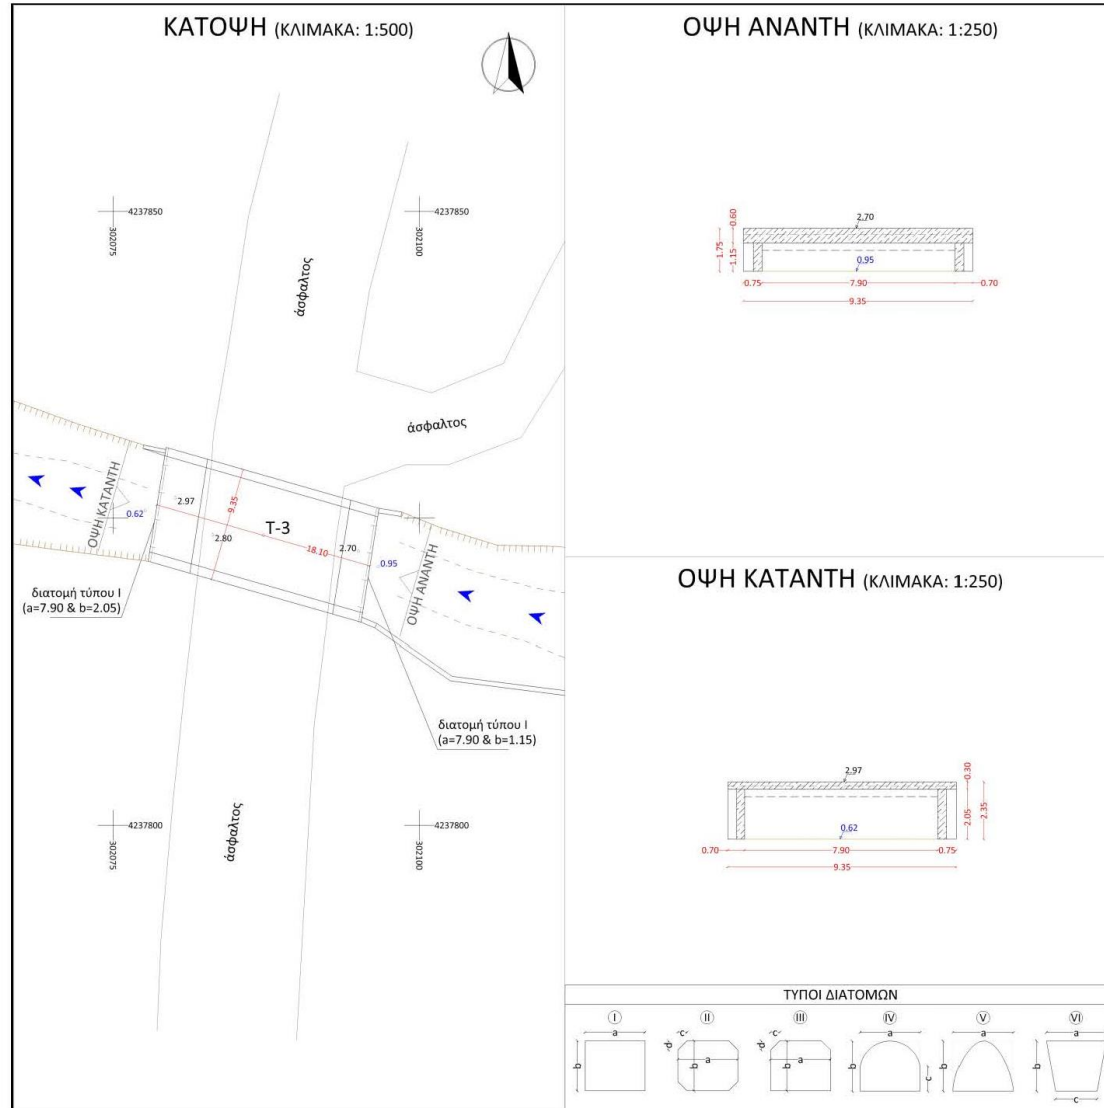 ΚΑΤΟΨΗ (ΚΛΙΜΑΚΑ: 1:500)
4237850
302075
4237850
302100
άσφαλτος
άσφαλτος
ΟΨΗ ΚΑΤΑΝΤΗ
2.97
0.62
9.35
2.80
T-3
18.10
2.70
0.95
ΟΨΗ ΑΝΑΝΤΗ
διατομή τύπου Ι
(a=7.90 & b=2.05)
διατομή τύπου Ι
(a=7.90 & b=1.15)
άσφαλτος
4237800
302075
4237800
302100
ΟΨΗ ΑΝΑΝΤΗ (ΚΛΙΜΑΚΑ: 1:250)
0.60
1.75
1.15
2.70
0.95
0.75
7.90
0.70
9.35
ΟΨΗ ΚΑΤΑΝΤΗ (ΚΛΙΜΑΚΑ: 1:250)
2.97
0.30
2.05
2.35
0.62
0.70
7.90
0.75
9.35
ΤΥΠΟΙ ΔΙΑΤΟΜΩΝ
I
a
b
II
c
d
a
b
III
c
d
a
b
IV
a
b
c
V
a
b
VI
a
b
c